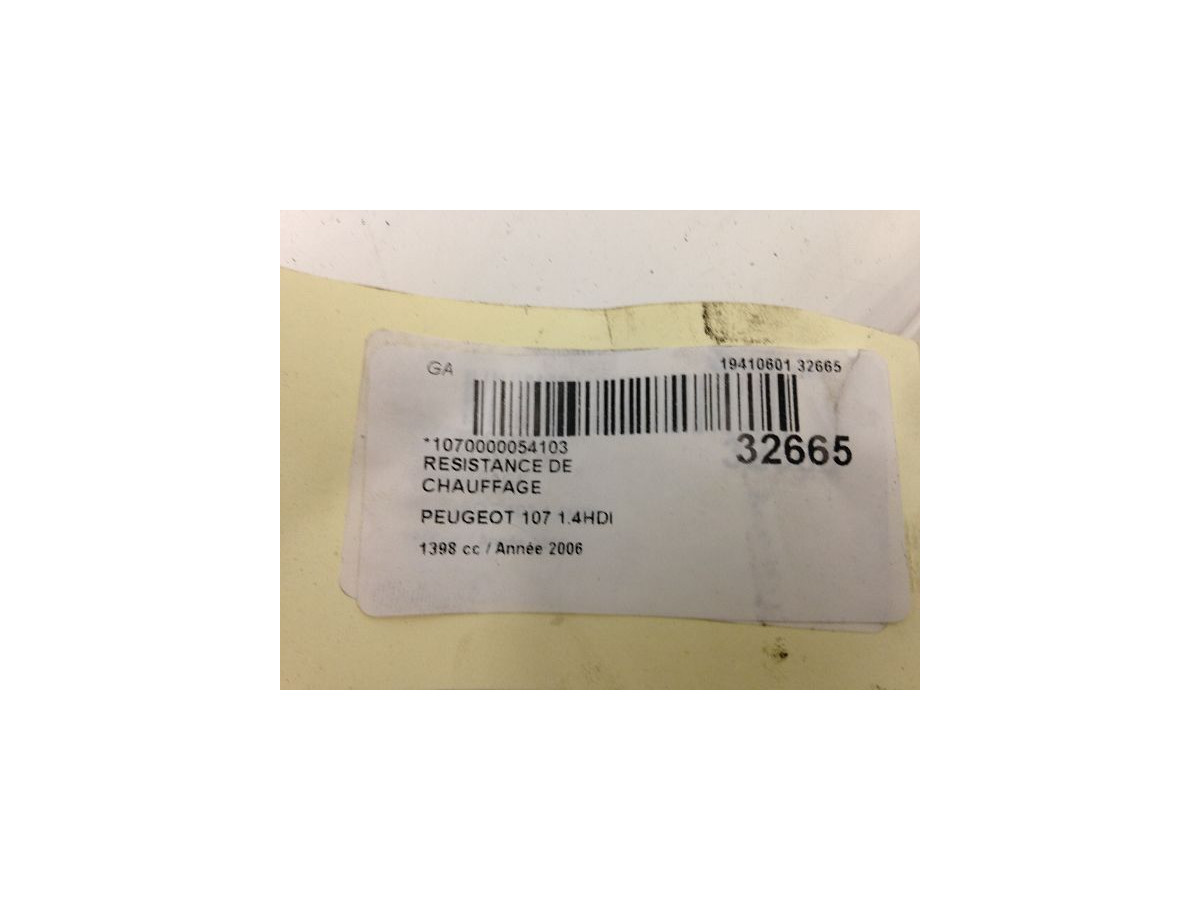 GA
19410601 32665
*1070000054103
32665
RESISTANCE DE
CHAUFFAGE
PEUGEOT 107 1.4HDI
1398 cc / Année 2006